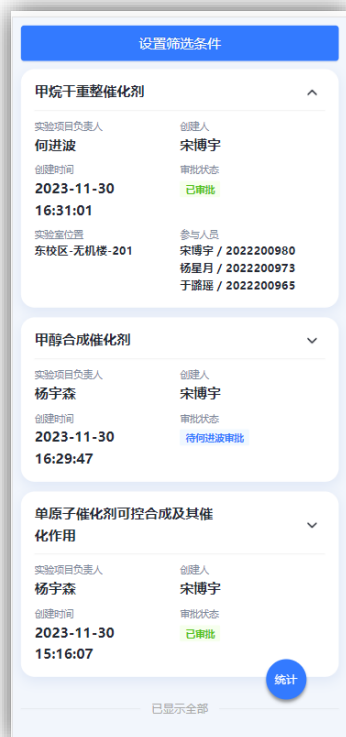 设置筛选条件
甲烷干重整催化剂
实验项目负责人 创建人
何进波 宋博宇
创建时间 审批状态
2023-11-30 已审批
16:31:01
实验室位置 参与人员
东校区-无机楼-201 宋博宇 / 2022200980
杨星月 / 2022200973
于璐瑶 / 2022200965
甲醇合成催化剂
实验项目负责人 创建人
杨宇森 宋博宇
创建时间 审批状态
2023-11-30 待何进波审批
16:29:47
单原子催化剂可控合成及其催
化作用
实验项目负责人 创建人
杨宇森 宋博宇
创建时间 审批状态
2023-11-30 已审批
15:16:07
统计
已显示全部